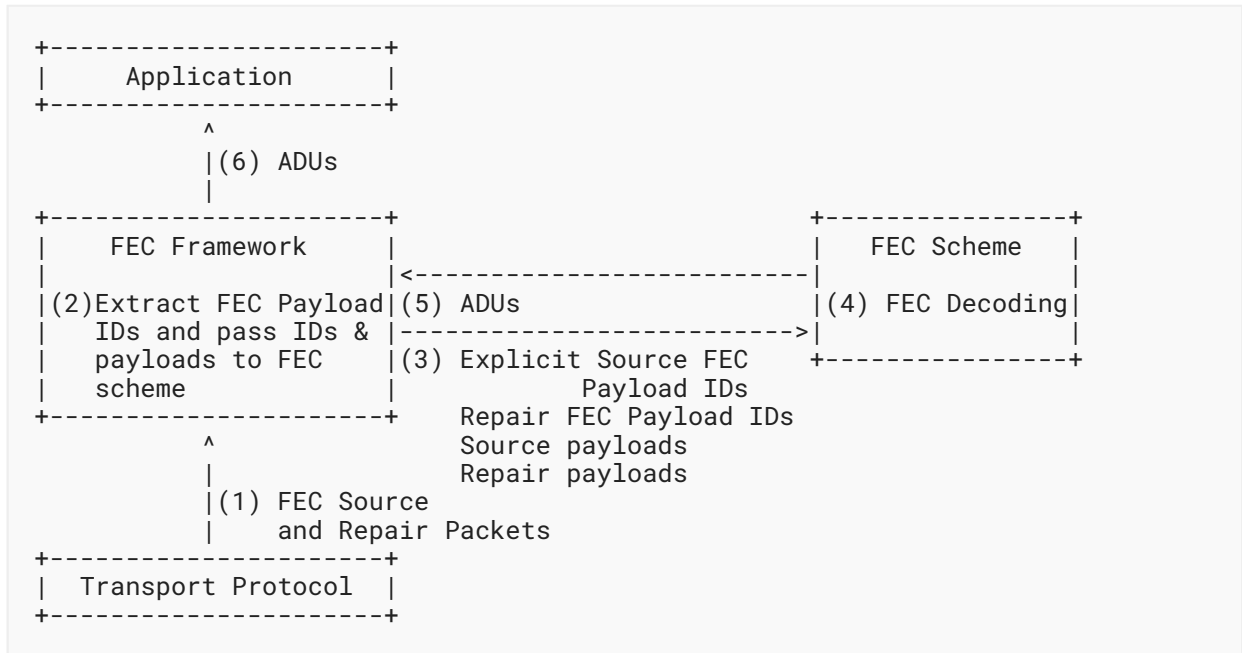 +----------------------+
|     Application      |
+----------------------+
           ^
           |(6) ADUs
           |
+----------------------+                           +----------------+
|    FEC Framework     |                           |   FEC Scheme   |
|                      |<--------------------------|                |
|(2)Extract FEC Payload|(5) ADUs                   |(4) FEC Decoding|
|   IDs and pass IDs & |-------------------------->|                |
|   payloads to FEC    |(3) Explicit Source FEC    +----------------+
|   scheme             |            Payload IDs
+----------------------+    Repair FEC Payload IDs
           ^                Source payloads
           |                Repair payloads
           |(1) FEC Source
           |    and Repair Packets
+----------------------+
|  Transport Protocol  |
+----------------------+